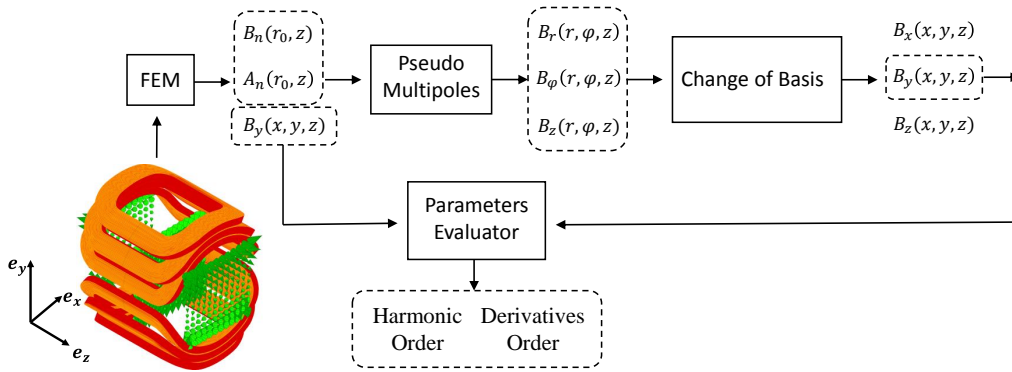 FEM
B_n(r_0, z)
A_n(r_0, z)
B_y(x, y, z)
Pseudo
Multipoles
B_r(r, φ, z)
B_φ(r, φ, z)
B_z(r, φ, z)
Change of Basis
B_x(x, y, z)
B_y(x, y, z)
B_z(x, y, z)
Parameters
Evaluator
Harmonic
Order
Derivatives
Order
e_y
e_x
e_z